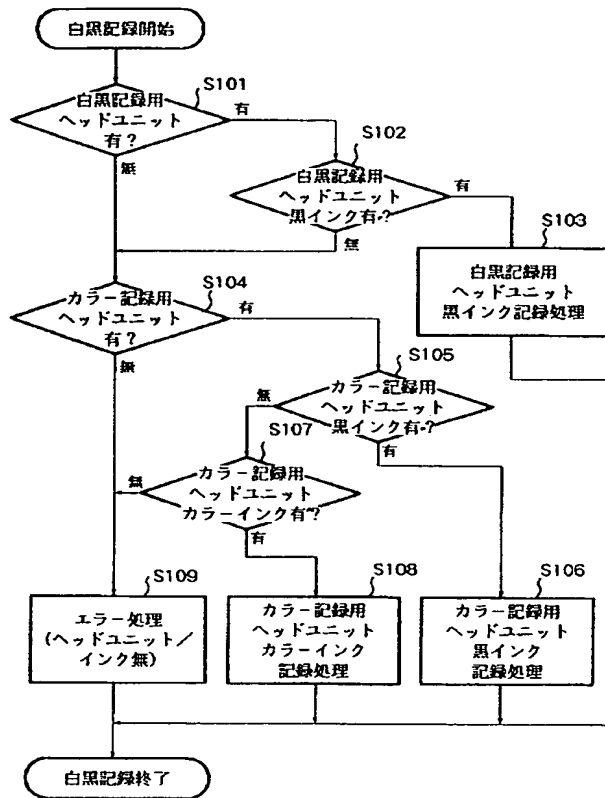 白黒記録開始
S101
白黒記録用
ヘッドユニット
有?
有
無
S102
白黒記録用
ヘッドユニット
黒インク有?
有
無
S103
白黒記録用
ヘッドユニット
黒インク記録処理
S104
カラー記録用
ヘッドユニット
有?
有
無
S105
カラー記録用
ヘッドユニット
黒インク有?
無
有
S107
カラー記録用
ヘッドユニット
カラーインク有?
無
有
S109
エラー処理
(ヘッドユニット/
インク無)
S108
カラー記録用
ヘッドユニット
カラーインク
記録処理
S106
カラー記録用
ヘッドユニット
黒インク
記録処理
白黒記録終了